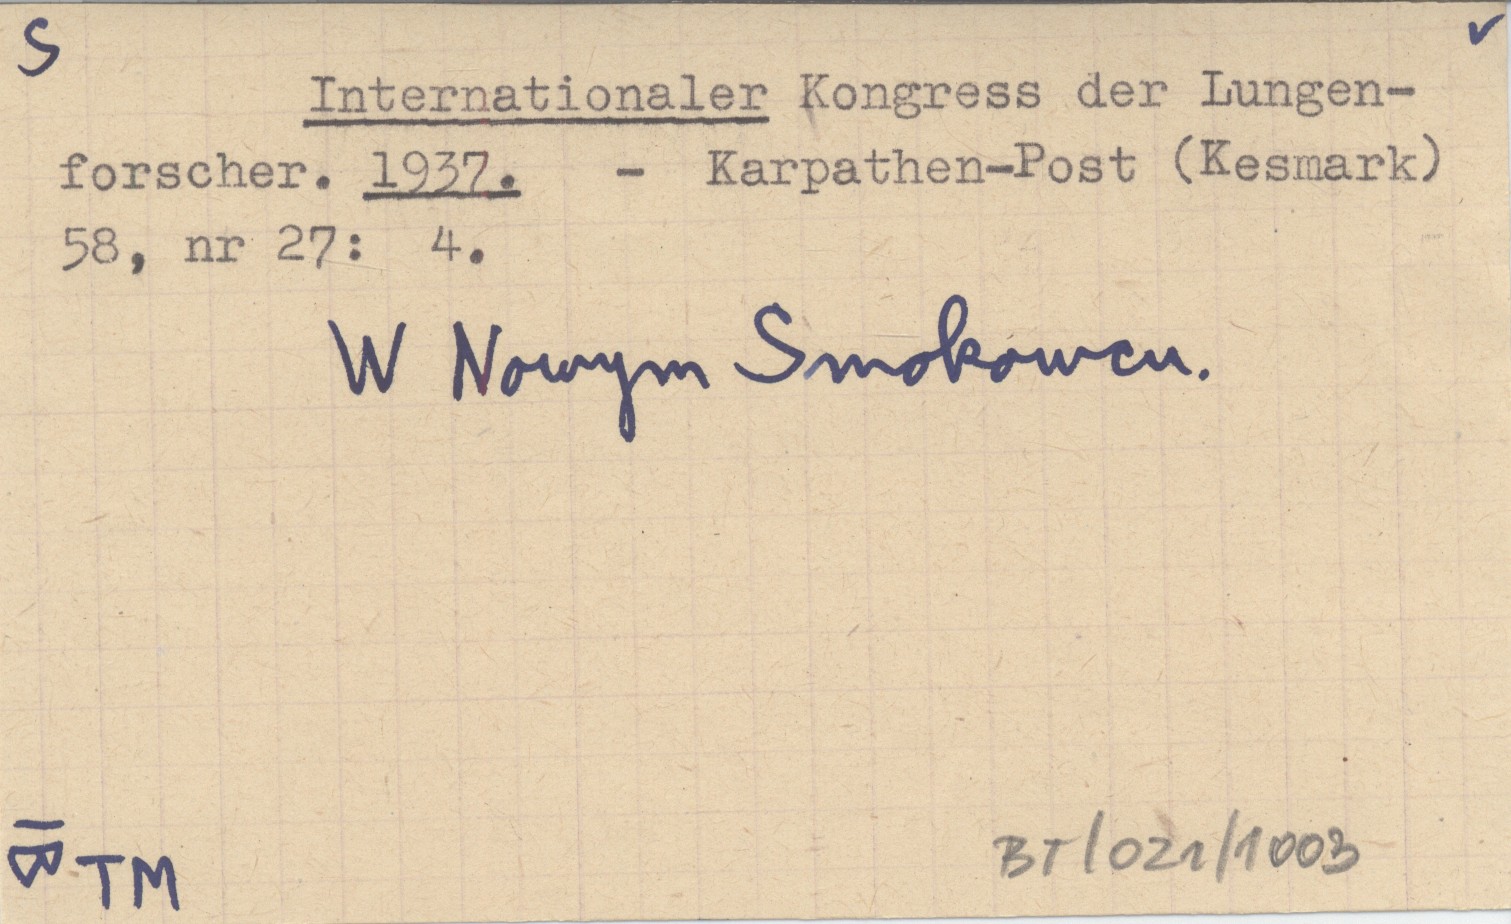 S
Internationaler Kongress der Lungen-
forscher. 1937. - Karpathen-Post (Kesmark)
58, nr 27: 4.
W Nowym Smokowcu.
TM
BT/021/1003